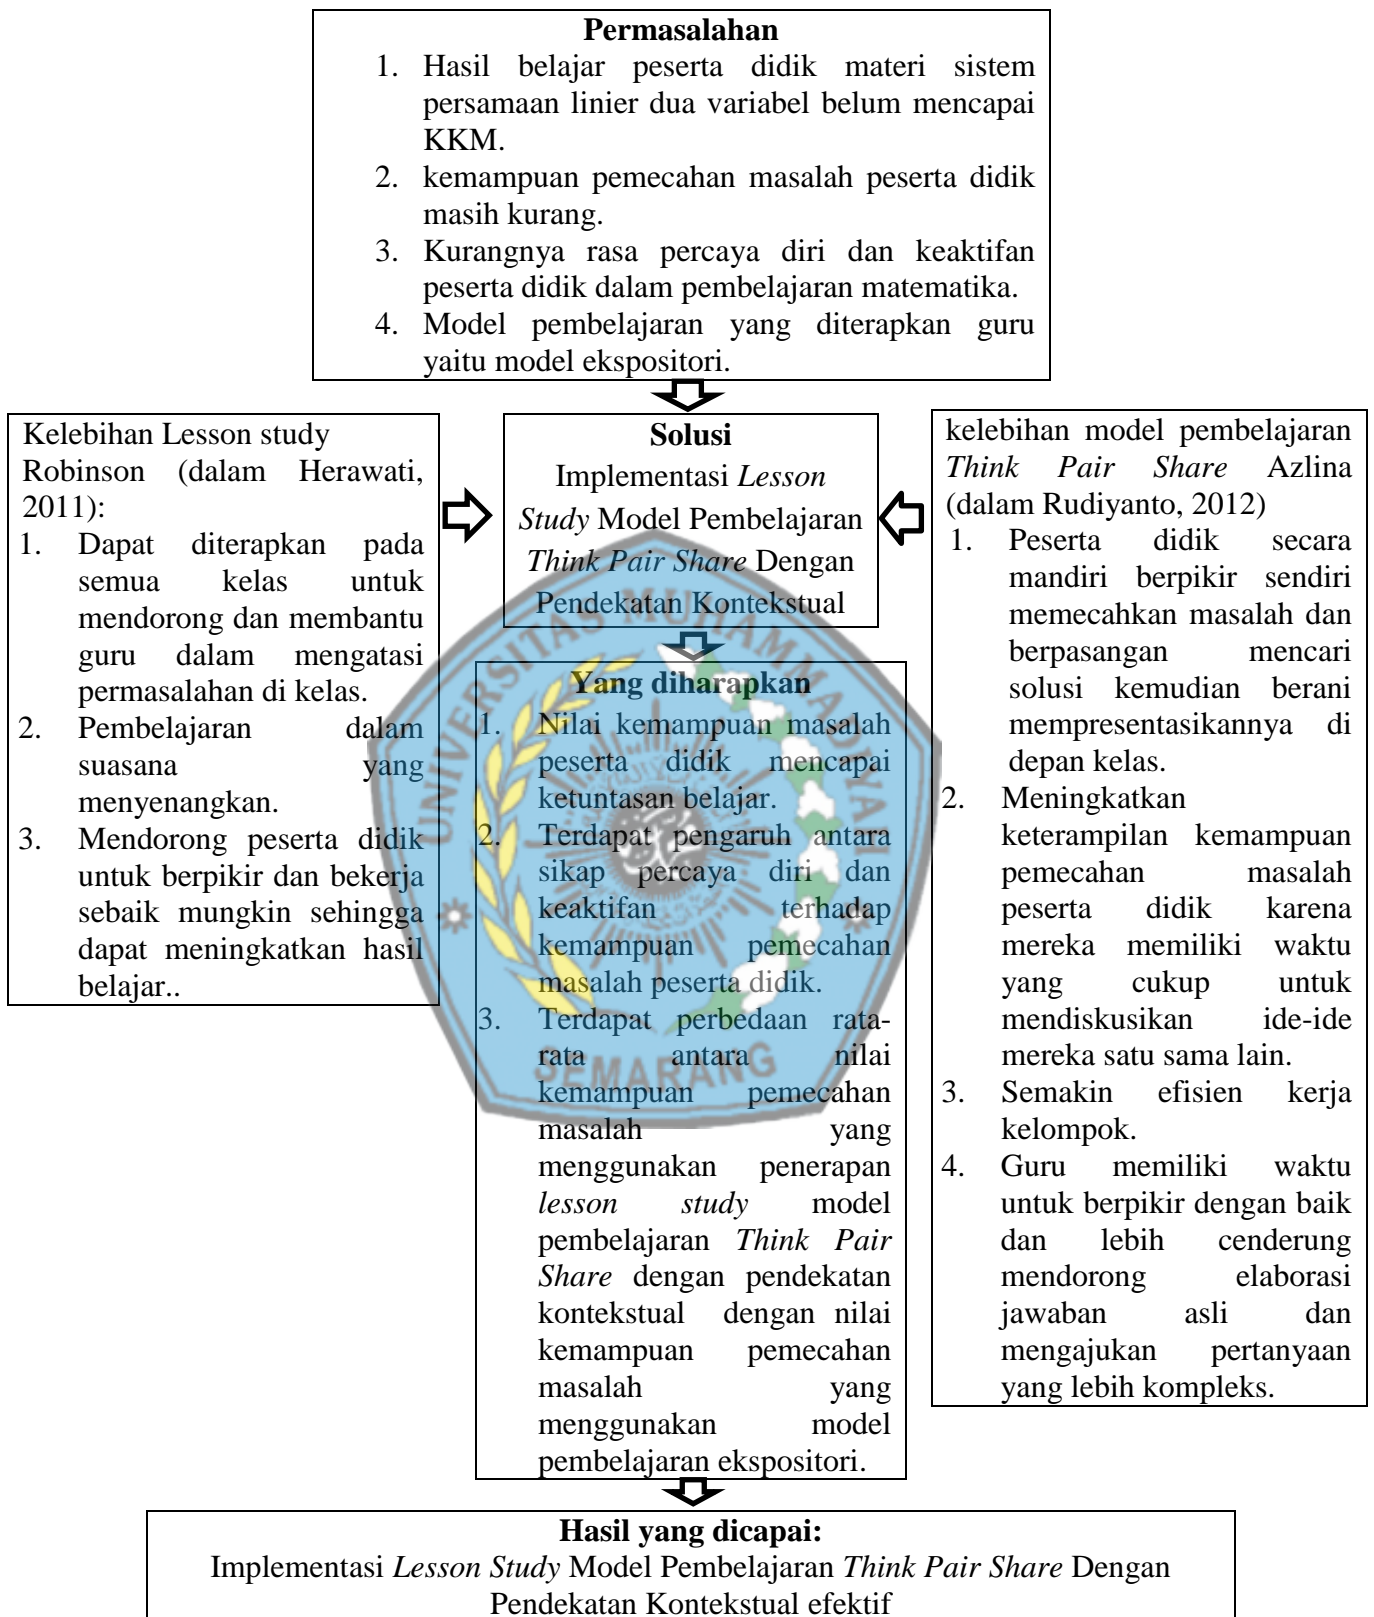 Permasalahan
1. Hasil belajar peserta didik materi sistem
persamaan linier dua variabel belum mencapai
KKM.
2. kemampuan pemecahan masalah peserta didik
masih kurang.
3. Kurangnya rasa percaya diri dan keaktifan
peserta didik dalam pembelajaran matematika.
4. Model pembelajaran yang diterapkan guru
yaitu model ekspositori.
Kelebihan Lesson study
Robinson (dalam Herawati,
2011):
1. Dapat diterapkan pada
semua kelas untuk
mendorong dan membantu
guru dalam mengatasi
permasalahan di kelas.
2. Pembelajaran dalam
suasana yang
menyenangkan.
3. Mendorong peserta didik
untuk berpikir dan bekerja
sebaik mungkin sehingga
dapat meningkatkan hasil
belajar..
Solusi
Implementasi Lesson
Study Model Pembelajaran
Think Pair Share Dengan
Pendekatan Kontekstual
kelebihan model pembelajaran
Think Pair Share Azlina
(dalam Rudiyanto, 2012)
1. Peserta didik secara
mandiri berpikir sendiri
memecahkan masalah dan
berpasangan mencari
solusi kemudian berani
mempresentasikannya di
depan kelas.
2. Meningkatkan
keterampilan kemampuan
pemecahan masalah
peserta didik karena
mereka memiliki waktu
yang cukup untuk
mendiskusikan ide-ide
mereka satu sama lain.
3. Semakin efisien kerja
kelompok.
4. Guru memiliki waktu
untuk berpikir dengan baik
dan lebih cenderung
mendorong elaborasi
jawaban asli dan
mengajukan pertanyaan
yang lebih kompleks.
Yang diharapkan
1. Nilai kemampuan masalah
peserta didik mencapai
ketuntasan belajar.
2. Terdapat pengaruh antara
sikap percaya diri dan
keaktifan terhadap
kemampuan pemecahan
masalah peserta didik.
3. Terdapat perbedaan rata-
rata antara nilai
kemampuan pemecahan
masalah yang
menggunakan penerapan
lesson study model
pembelajaran Think Pair
Share dengan pendekatan
kontekstual dengan nilai
kemampuan pemecahan
masalah yang
menggunakan model
pembelajaran ekspositori.
UNIVERSITAS MUHAMMADIYAH
SEMARANG
Hasil yang dicapai:
Implementasi Lesson Study Model Pembelajaran Think Pair Share Dengan
Pendekatan Kontekstual efektif